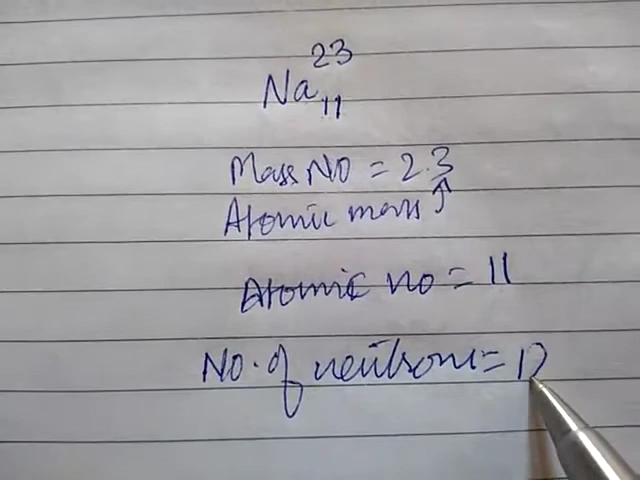 23
Na
11
Mass No = 23
Atomic mass
Atomic no = 11
No. of neutrons = 12